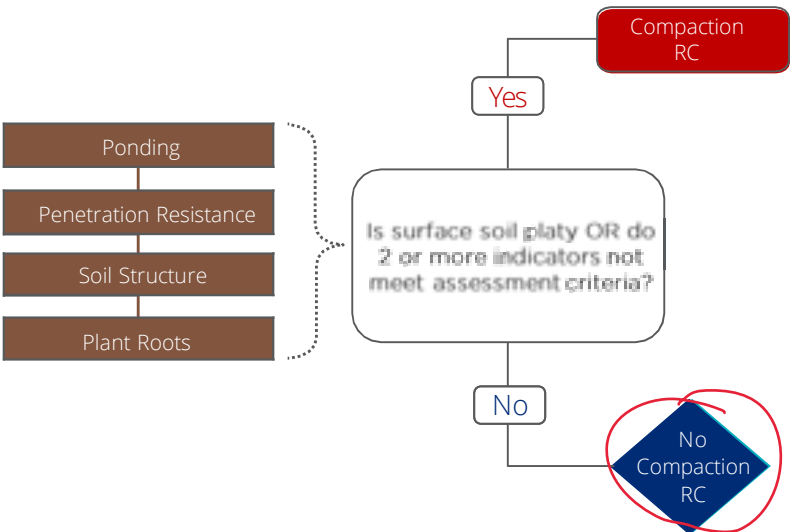 Compaction
RC
Yes
Ponding
Penetration Resistance
Soil Structure
Plant Roots
Is surface soil platy OR do
2 or more indicators not
meet assessment criteria?
No
No
Compaction
RC